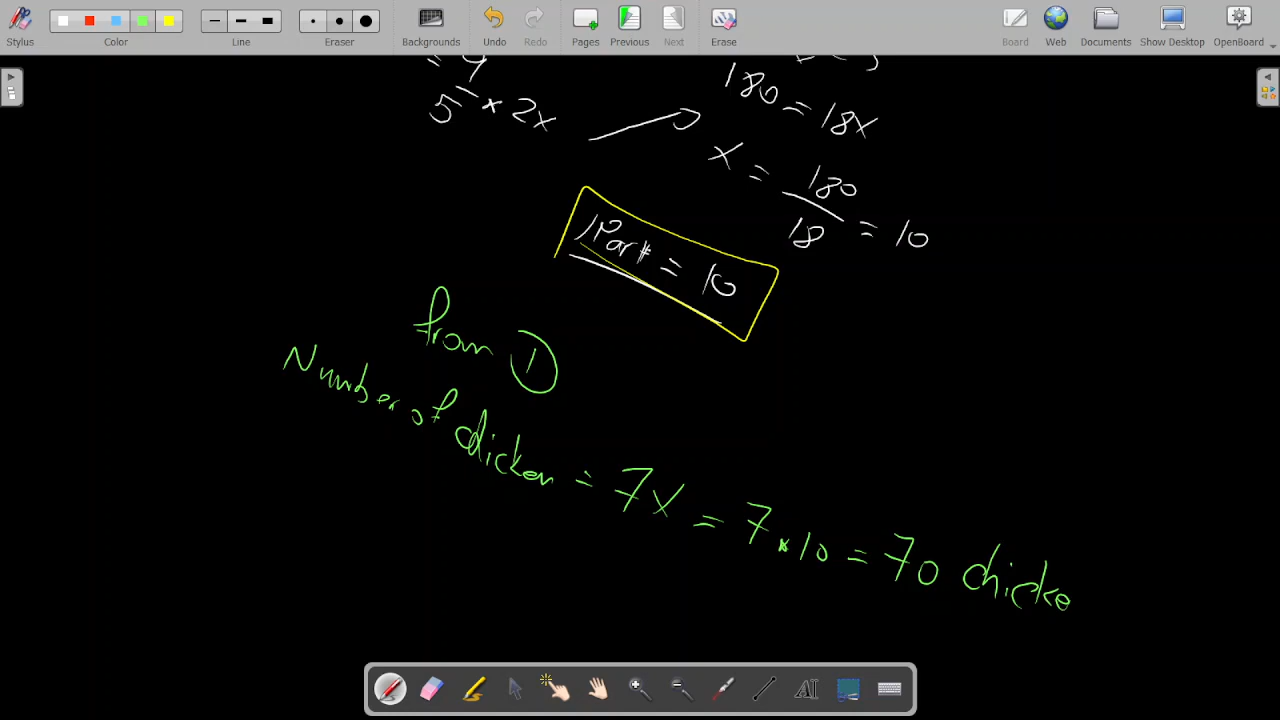 Stylus Color Line Eraser Backgrounds Undo Redo Pages Previous Next Erase Board Web Documents Show Desktop OpenBoard
5 × 2x
180 = 18x
x = 180/18 = 10
1Part = 10
from ①
Number of chicken = 7x = 7 × 10 = 70 chicke